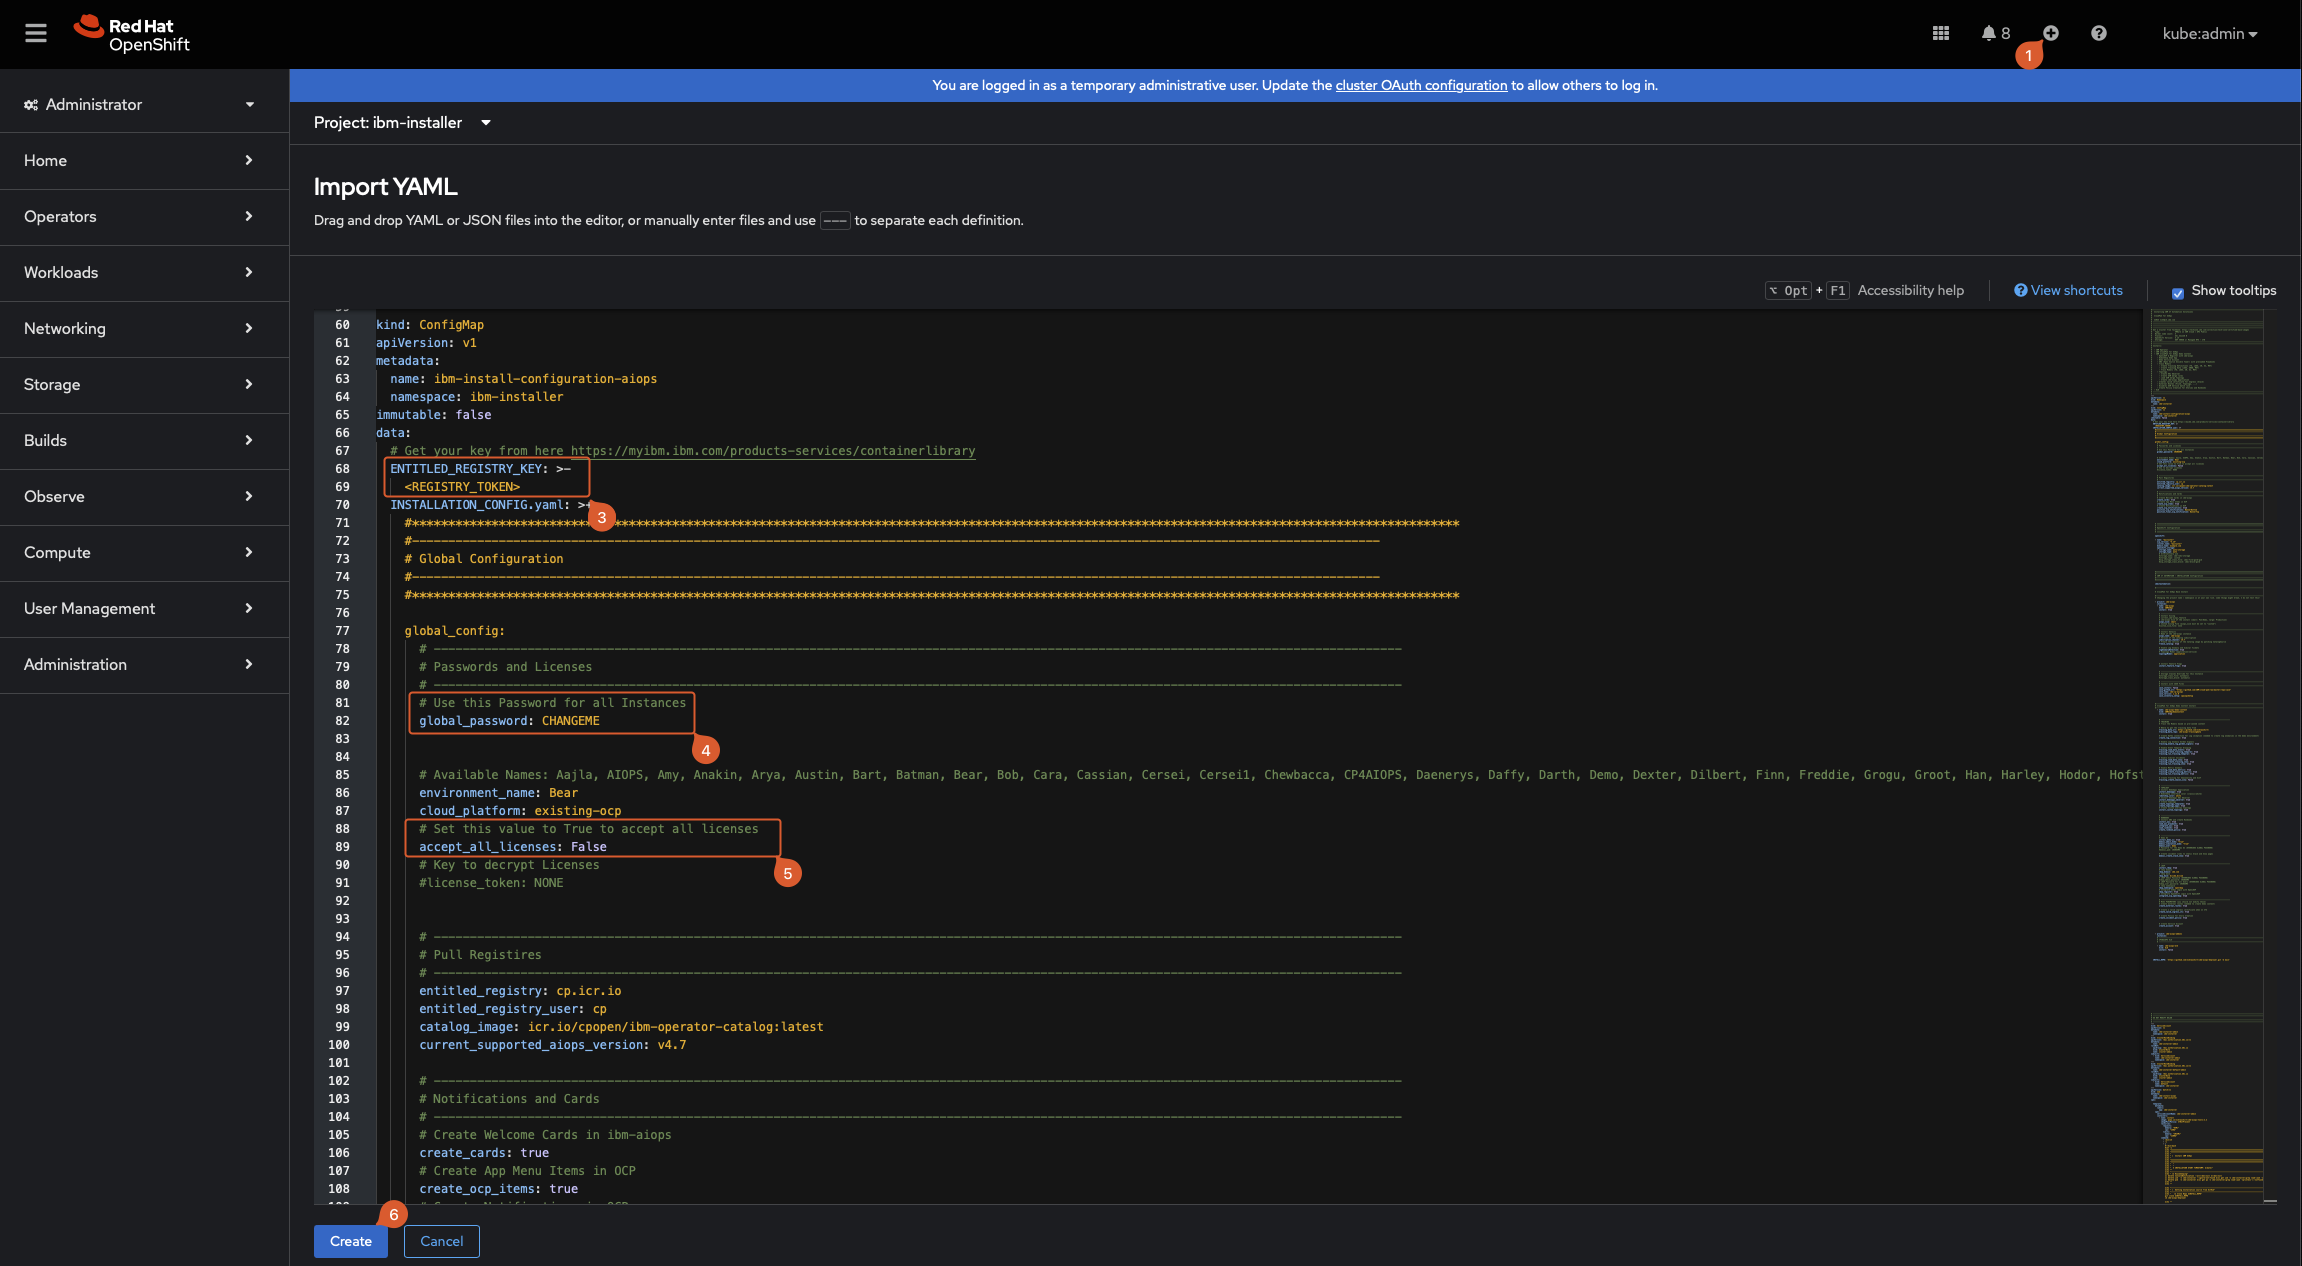 Red Hat
OpenShift
8
kube:admin
1
You are logged in as a temporary administrative user. Update the cluster OAuth configuration to allow others to log in.
Administrator
Home
Operators
Workloads
Networking
Storage
Builds
Observe
Compute
User Management
Administration
Project: ibm-installer
Import YAML
Drag and drop YAML or JSON files into the editor, or manually enter files and use --- to separate each definition.
⌥ Opt + F1 Accessibility help
View shortcuts
Show tooltips
60 kind: ConfigMap
61 apiVersion: v1
62 metadata:
63 name: ibm-install-configuration-aiops
64 namespace: ibm-installer
65 immutable: false
66 data:
67 # Get your key from here https://myibm.ibm.com/products-services/containerlibrary
68 ENTITLED_REGISTRY_KEY: >-
69 <REGISTRY_TOKEN>
70 INSTALLATION_CONFIG.yaml: >
3
71
72
73 # Global Configuration
74
75
76
77 global_config:
78
79 # Passwords and Licenses
80
81 # Use this Password for all Instances
82 global_password: CHANGEME
83
4
84
85 # Available Names: Aajla, AIOPS, Amy, Anakin, Arya, Austin, Bart, Batman, Bear, Bob, Cara, Cassian, Cersei, Cersei1, Chewbacca, CP4AIOPS, Daenerys, Daffy, Darth, Demo, Dexter, Dilbert, Finn, Freddie, Grogu, Groot, Han, Harley, Hodor, Hofst
86 environment_name: Bear
87 cloud_platform: existing-ocp
88 # Set this value to True to accept all licenses
89 accept_all_licenses: False
90 # Key to decrypt Licenses
5
91 #license_token: NONE
92
93
94
95 # Pull Registires
96
97 entitled_registry: cp.icr.io
98 entitled_registry_user: cp
99 catalog_image: icr.io/cpopen/ibm-operator-catalog:latest
100 current_supported_aiops_version: v4.7
101
102
103 # Notifications and Cards
104
105 # Create Welcome Cards in ibm-aiops
106 create_cards: true
107 # Create App Menu Items in OCP
108 create_ocp_items: true
6
Create
Cancel